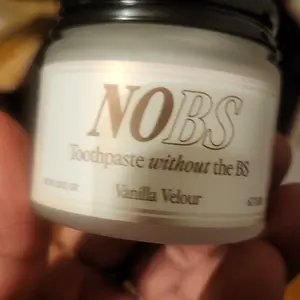 NOBS
Toothpaste without the BS
Vanilla Velour